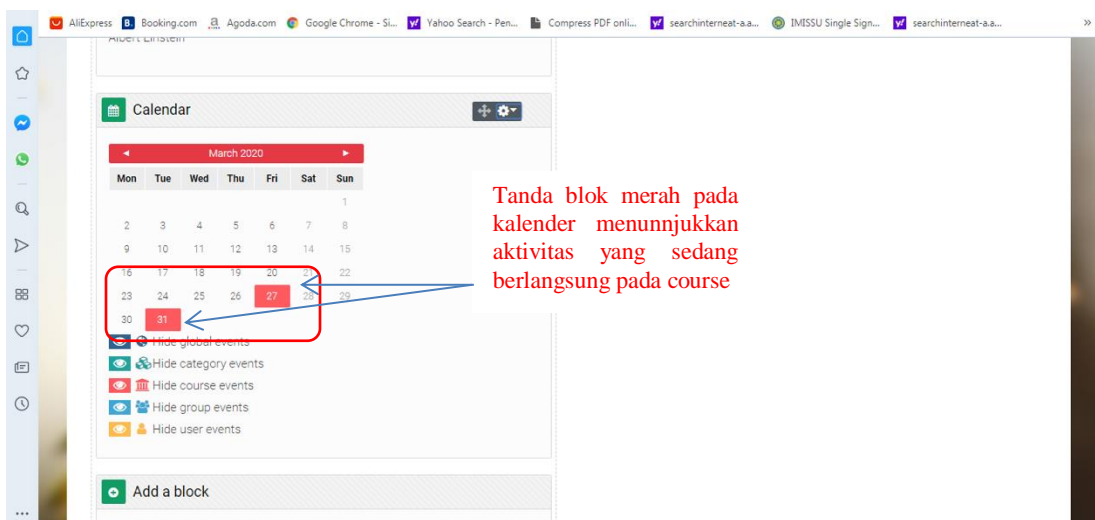 AliExpress Booking.com Agoda.com Google Chrome - Si... Yahoo Search - Pen... Compress PDF onli... searchinterneat-a.a... IMISSU Single Sign... searchinterneat-a.a... »
Albert Einstein
Calendar
◄ March 2020 ►
Mon Tue Wed Thu Fri Sat Sun
1
2 3 4 5 6 7 8
9 10 11 12 13 14 15
16 17 18 19 20 21 22
23 24 25 26 27 28 29
30 31
Hide global events
Hide category events
Hide course events
Hide group events
Hide user events
Add a block
Tanda blok merah pada
kalender menunnjukkan
aktivitas yang sedang
berlangsung pada course